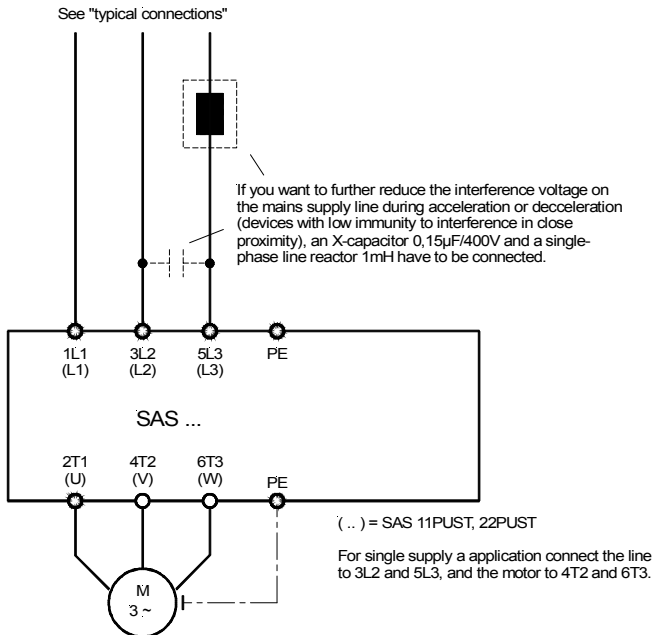 See "typical connections"
If you want to further reduce the interference voltage on
the mains supply line during acceleration or decceleration
(devices with low immunity to interference in close
proximity), an X-capacitor 0,15µF/400V and a single-
phase line reactor 1mH have to be connected.
1L1 3L2 5L3 PE
(L1) (L2) (L3)
SAS ...
2T1 4T2 6T3
(U) (V) (W) PE
( .. ) = SAS 11PUST, 22PUST
For single supply a application connect the line
to 3L2 and 5L3, and the motor to 4T2 and 6T3.
M
3 ~